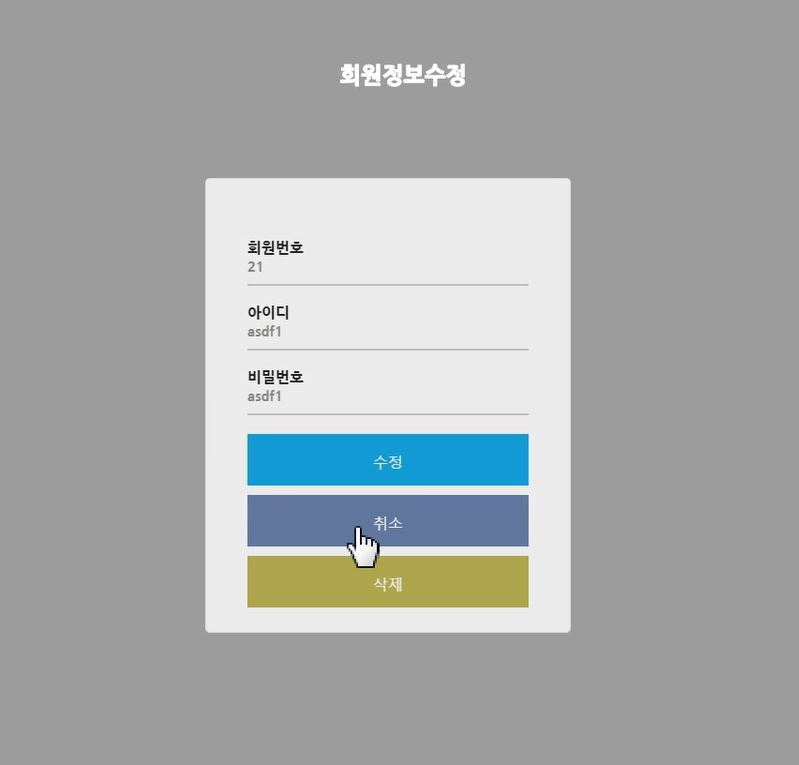 회원정보수정
회원번호
21
아이디
asdf1
비밀번호
asdf1
수정
취소
삭제